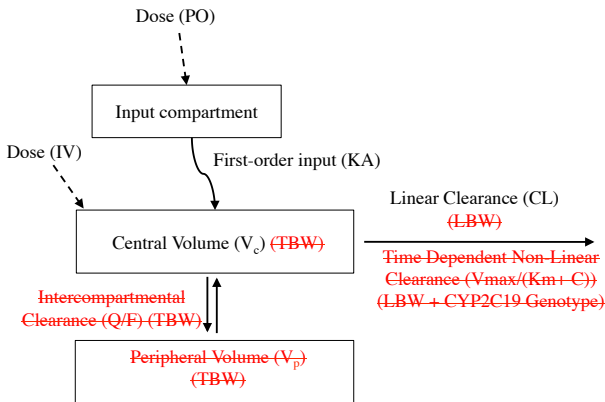 Dose (PO)
Input compartment
Dose (IV)
First-order input (KA)
Central Volume (Vc) (TBW)
Linear Clearance (CL)
(LBW)
Time Dependent Non-Linear
Clearance (Vmax/(Km+ C))
(LBW + CYP2C19 Genotype)
Intercompartmental
Clearance (Q/F) (TBW)
Peripheral Volume (Vp)
(TBW)